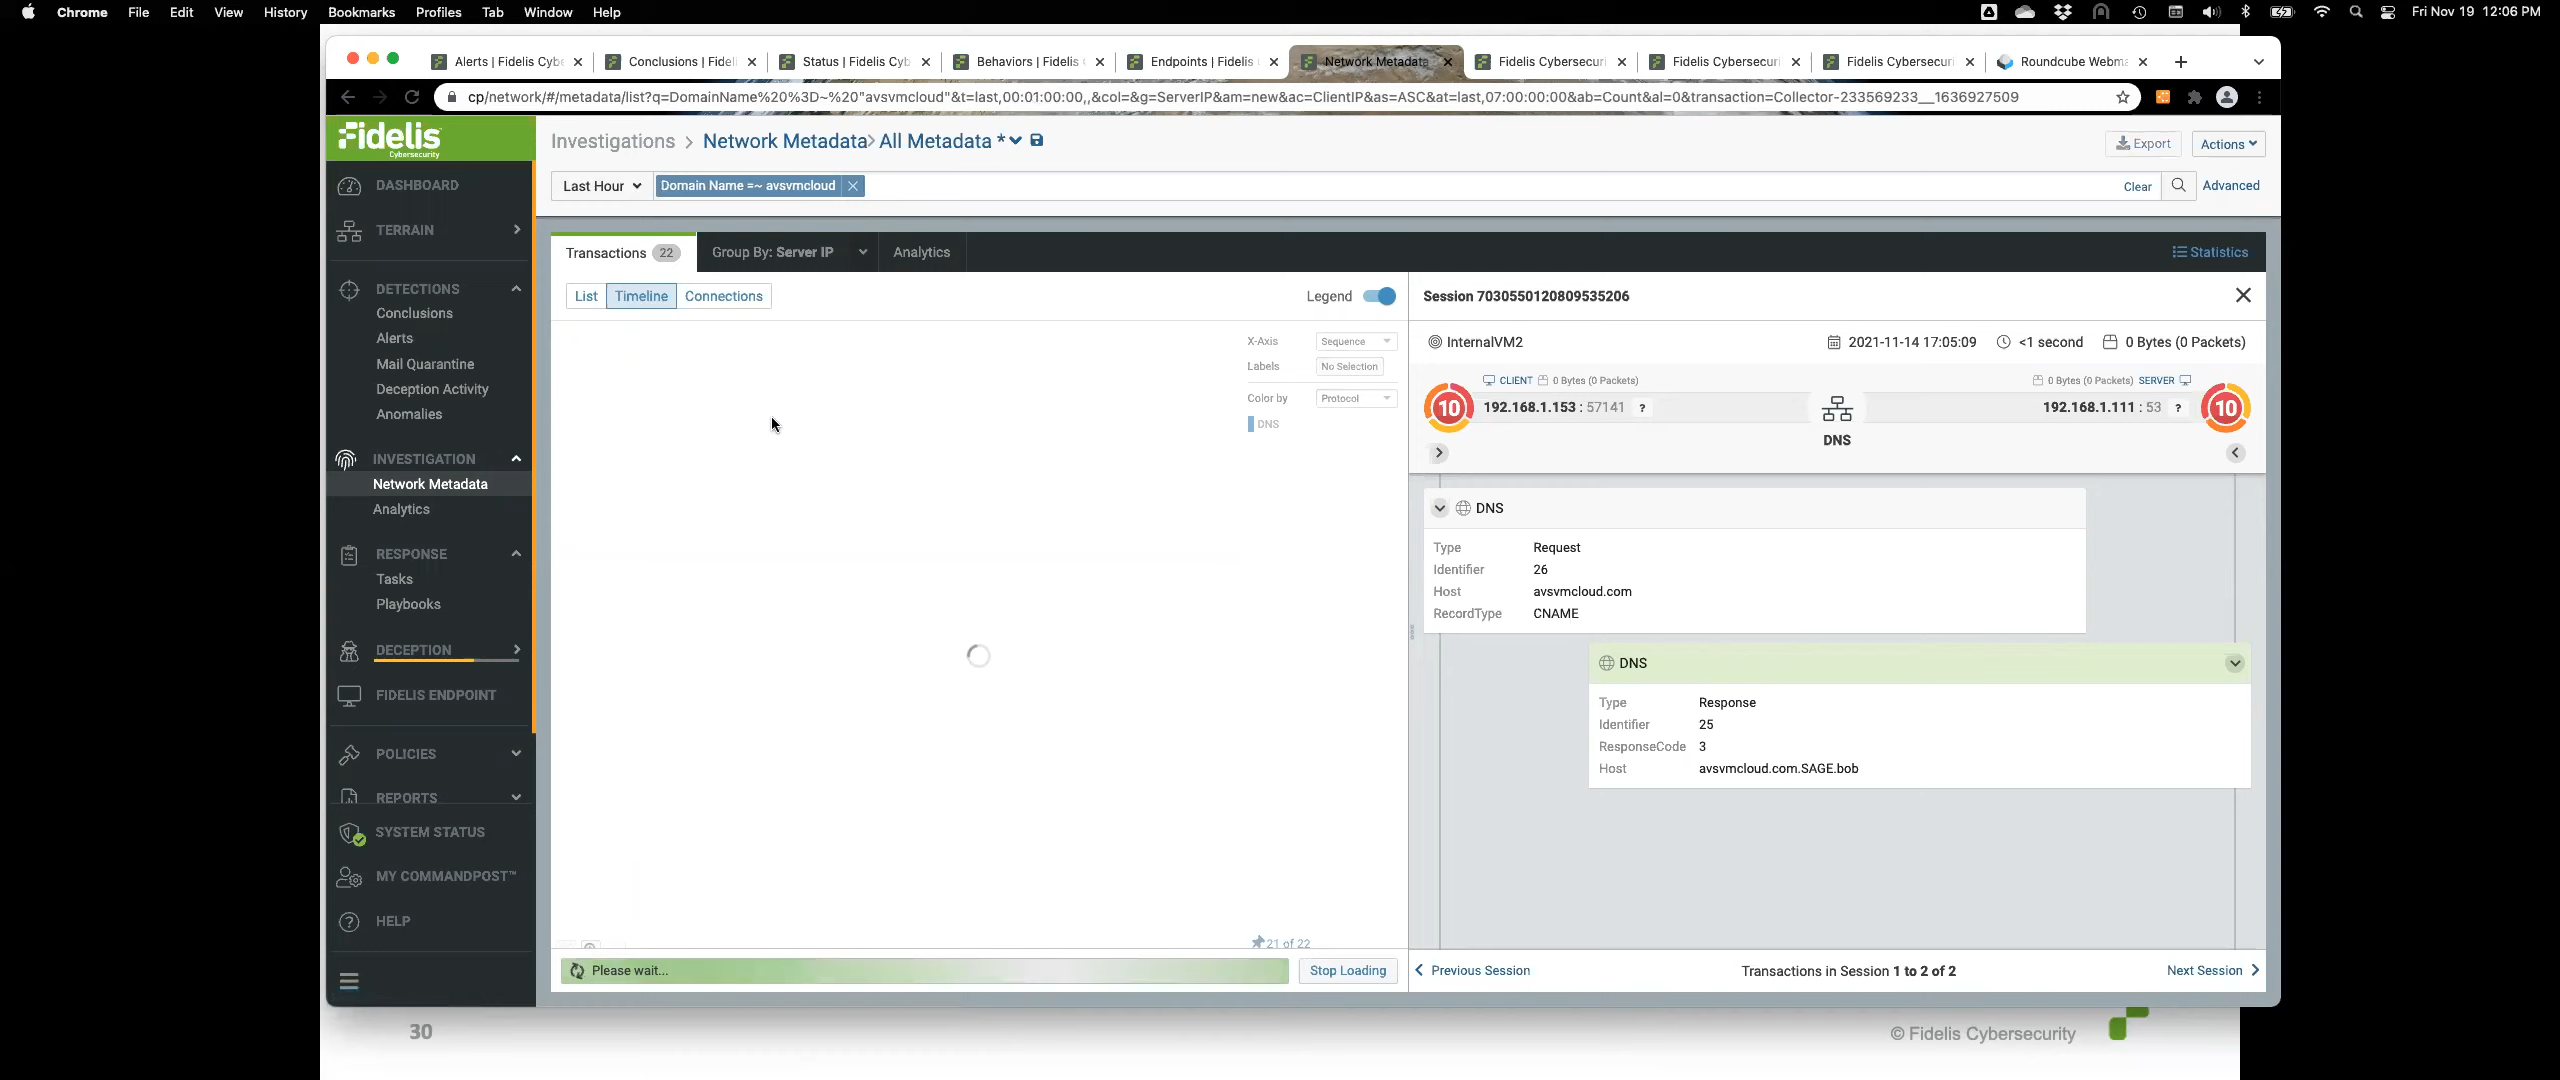 Chrome File Edit View History Bookmarks Profiles Tab Window Help Fri Nov 19 12:06 PM
Alerts | Fidelis Cybe Conclusions | Fideli Status | Fidelis Cyb Behaviors | Fidelis Endpoints | Fidelis Network Metadata Fidelis Cybersecuri Fidelis Cybersecuri Fidelis Cybersecuri Roundcube Webma
cp/network/#/metadata/list?q=DomainName%20%3D~%20"avsvmcloud"&t=last,00:01:00:00,,&col=&g=ServerIP&am=new&ac=ClientIP&as=ASC&at=last,07:00:00:00&ab=Count&al=0&transaction=Collector-233569233__1636927509
Fidelis
Cybersecurity
Investigations > Network Metadata> All Metadata *
Export
Actions
Last Hour
Domain Name =~ avsvmcloud
Clear
Advanced
DASHBOARD
TERRAIN
DETECTIONS
Conclusions
Alerts
Mail Quarantine
Deception Activity
Anomalies
INVESTIGATION
Network Metadata
Analytics
RESPONSE
Tasks
Playbooks
DECEPTION
FIDELIS ENDPOINT
POLICIES
REPORTS
SYSTEM STATUS
MY COMMANDPOST™
HELP
Transactions 22
Group By: Server IP
Analytics
Statistics
List Timeline Connections
Legend
X-Axis Sequence
Labels No Selection
Color by Protocol
DNS
21 of 22
Please wait...
Stop Loading
Session 7030550120809535206
InternalVM2
2021-11-14 17:05:09 <1 second 0 Bytes (0 Packets)
CLIENT 0 Bytes (0 Packets)
0 Bytes (0 Packets) SERVER
10 192.168.1.153 : 57141 ?
192.168.1.111 : 53 ? 10
DNS
DNS
Type Request
Identifier 26
Host avsvmcloud.com
RecordType CNAME
DNS
Type Response
Identifier 25
ResponseCode 3
Host avsvmcloud.com.SAGE.bob
Previous Session
Transactions in Session 1 to 2 of 2
Next Session
30
© Fidelis Cybersecurity